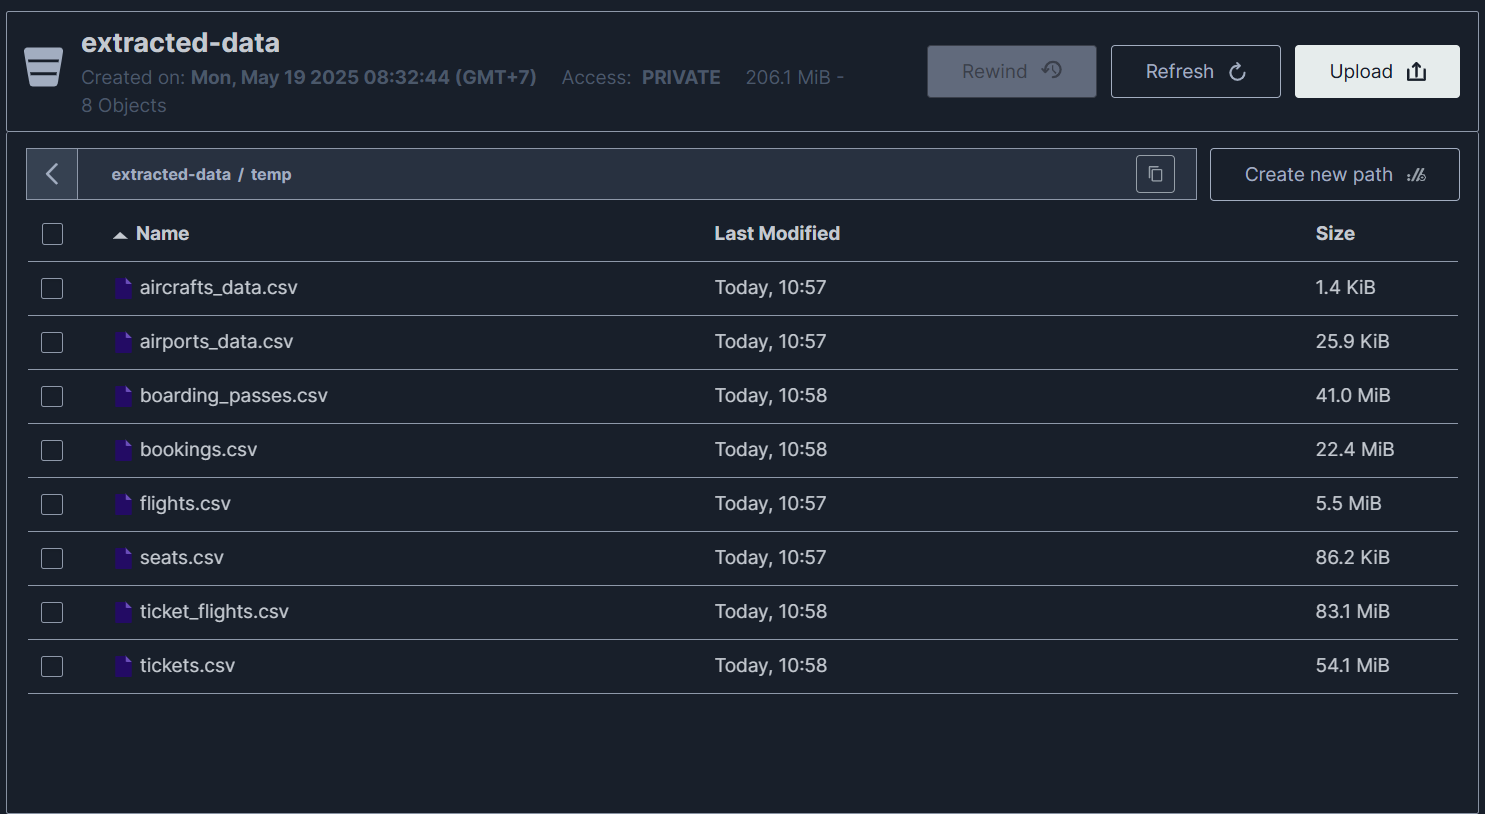 extracted-data
Created on: Mon, May 19 2025 08:32:44 (GMT+7) Access: PRIVATE 206.1 MiB -
8 Objects
Rewind Refresh Upload
extracted-data / temp Create new path
Name Last Modified Size
aircrafts_data.csv Today, 10:57 1.4 KiB
airports_data.csv Today, 10:57 25.9 KiB
boarding_passes.csv Today, 10:58 41.0 MiB
bookings.csv Today, 10:58 22.4 MiB
flights.csv Today, 10:57 5.5 MiB
seats.csv Today, 10:57 86.2 KiB
ticket_flights.csv Today, 10:58 83.1 MiB
tickets.csv Today, 10:58 54.1 MiB